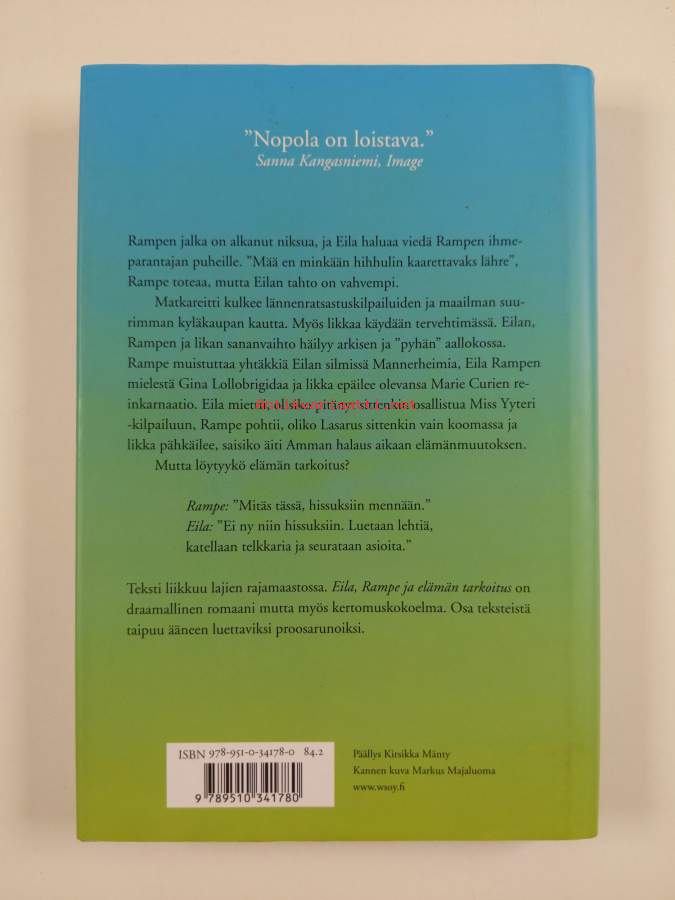 "Nopola on loistava."
Sanna Kangasniemi, Image
Rampen jalka on alkanut niksua, ja Eila haluaa viedä Rampen ihme-
parantajan puheille. "Mää en minkään hihhulin kaarettavaks lähre",
Rampe toteaa, mutta Eilan tahto on vahvempi.
Matkareitti kulkee lännenratsastuskilpailuiden ja maailman suu-
rimman kyläkaupan kautta. Myös likkaa käydään tervehtimässä. Eilan,
Rampen ja likan sananvaihto häilyy arkisen ja "pyhän" aallokossa.
Rampe muistuttaa yhtäkkiä Eilan silmissä Mannerheimia, Eila Rampen
mielestä Gina Lollobrigidaa ja likka epäilee olevansa Marie Curien re-
inkarnaatio. Eila miettii, olisiko pitänyt sittenkin osallistua Miss Yyteri
-kilpailuun, Rampe pohtii, oliko Lasarus sittenkin vain koomassa ja
likka pähkäilee, saisiko äiti Amman halaus aikaan elämänmuutoksen.
Mutta löytyykö elämän tarkoitus?
Rampe: "Mitäs tässä, hissuksiin mennään."
Eila: "Ei ny niin hissuksiin. Luetaan lehtiä,
katellaan telkkaria ja seurataan asioita."
Teksti liikkuu lajien rajamaastossa. Eila, Rampe ja elämän tarkoitus on
draamallinen romaani mutta myös kertomuskokoelma. Osa teksteistä
taipuu ääneen luettaviksi proosarunoiksi.
ISBN 978-951-0-34178-0 84.2
9 789510 341780
Päällys Kirsikka Mänty
Kannen kuva Markus Majaluoma
www.wsoy.fi